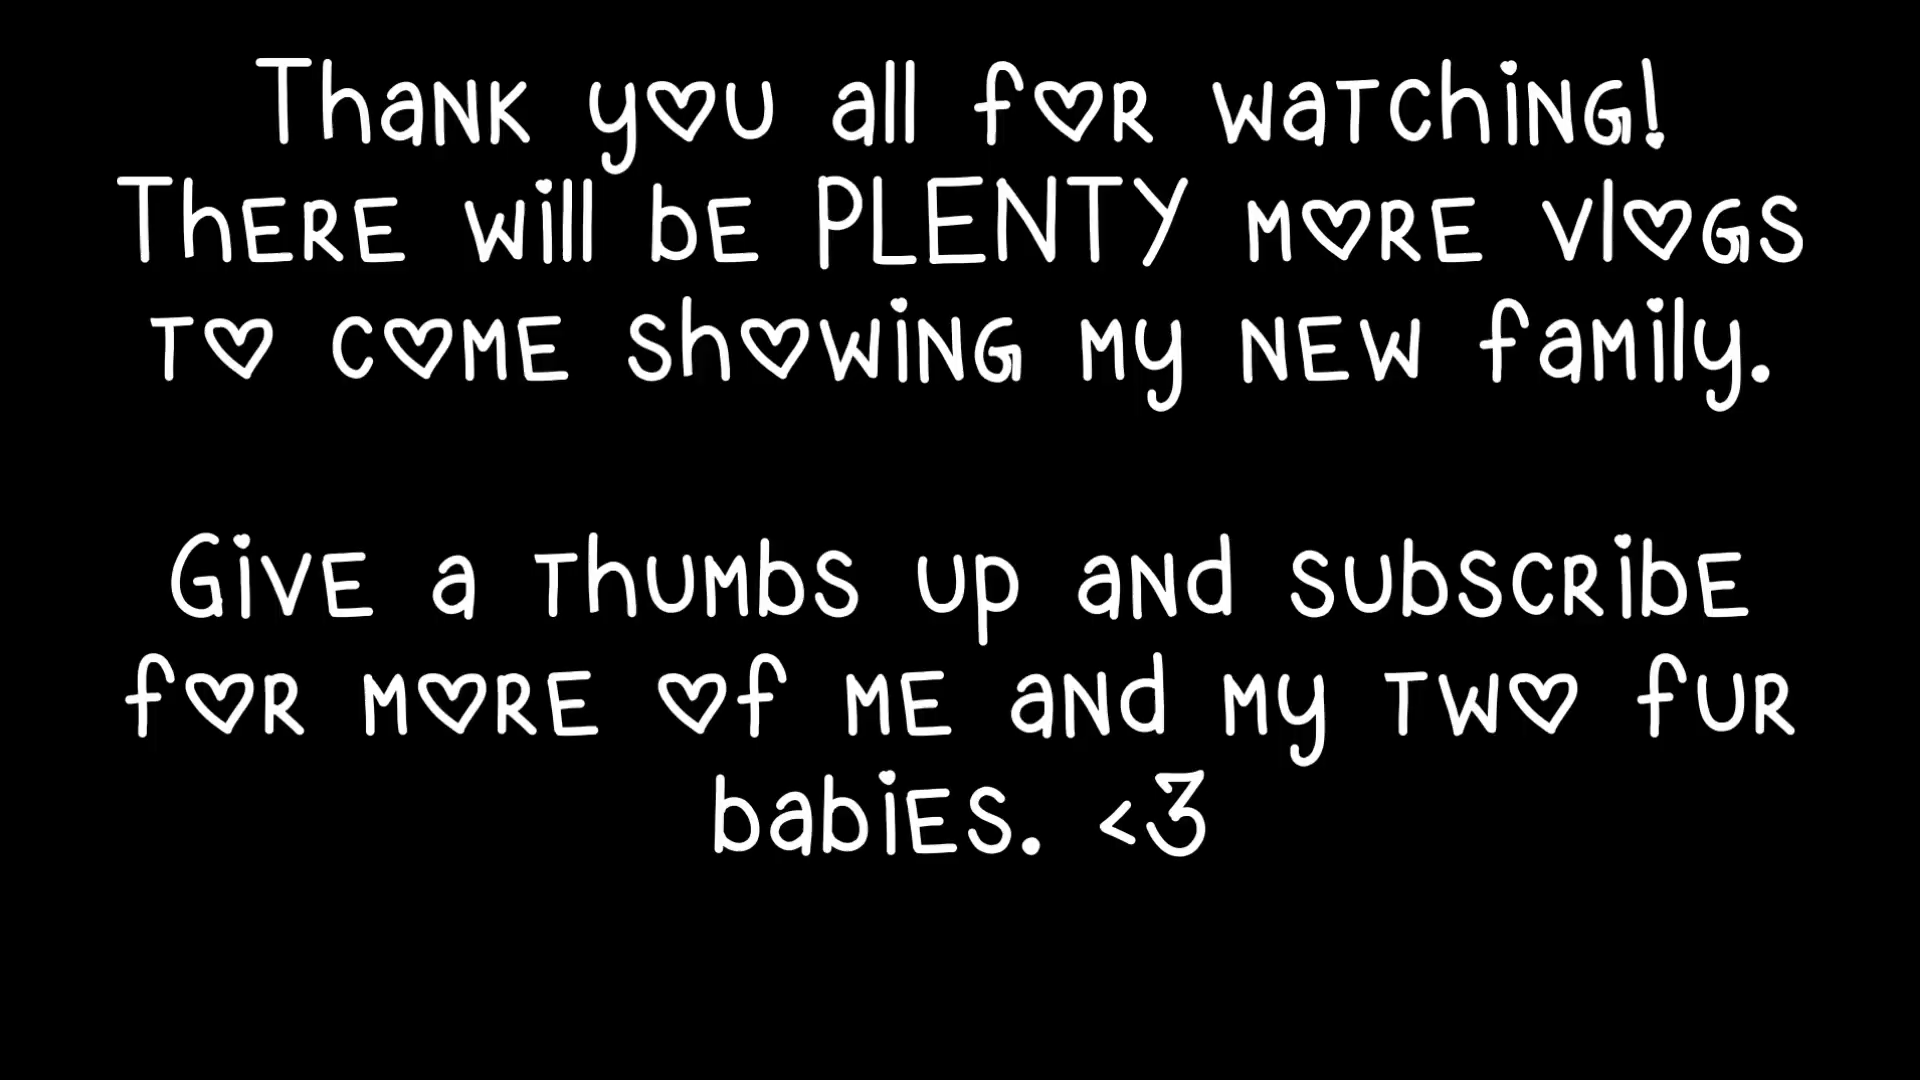 Thank you all for watching!
There will be PLENTY more vlogs
to come showing my new family.
Give a thumbs up and subscribe
for more of me and my two fur
babies. <3